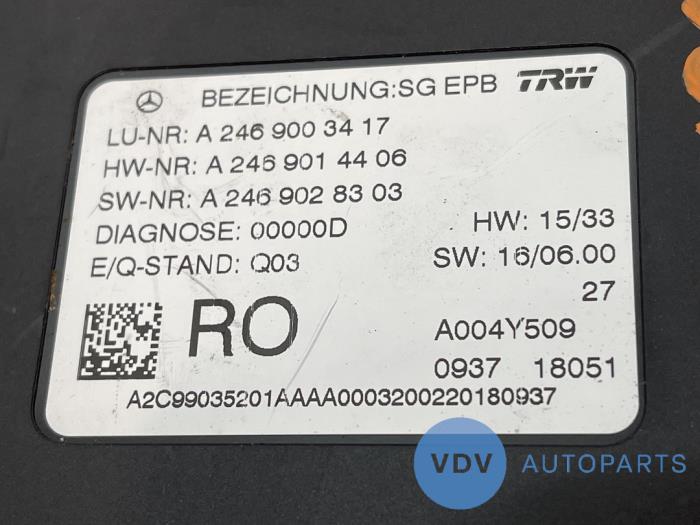 BEZEICHNUNG:SG EPB TRW
LU-NR: A 246 900 34 17
HW-NR: A 246 901 44 06
SW-NR: A 246 902 83 03
DIAGNOSE: 00000D HW: 15/33
E/Q-STAND: Q03 SW: 16/06.00
27
RO A004Y509
0937 18051
A2C99035201AAAA0003200220180937
VDV AUTOPARTS